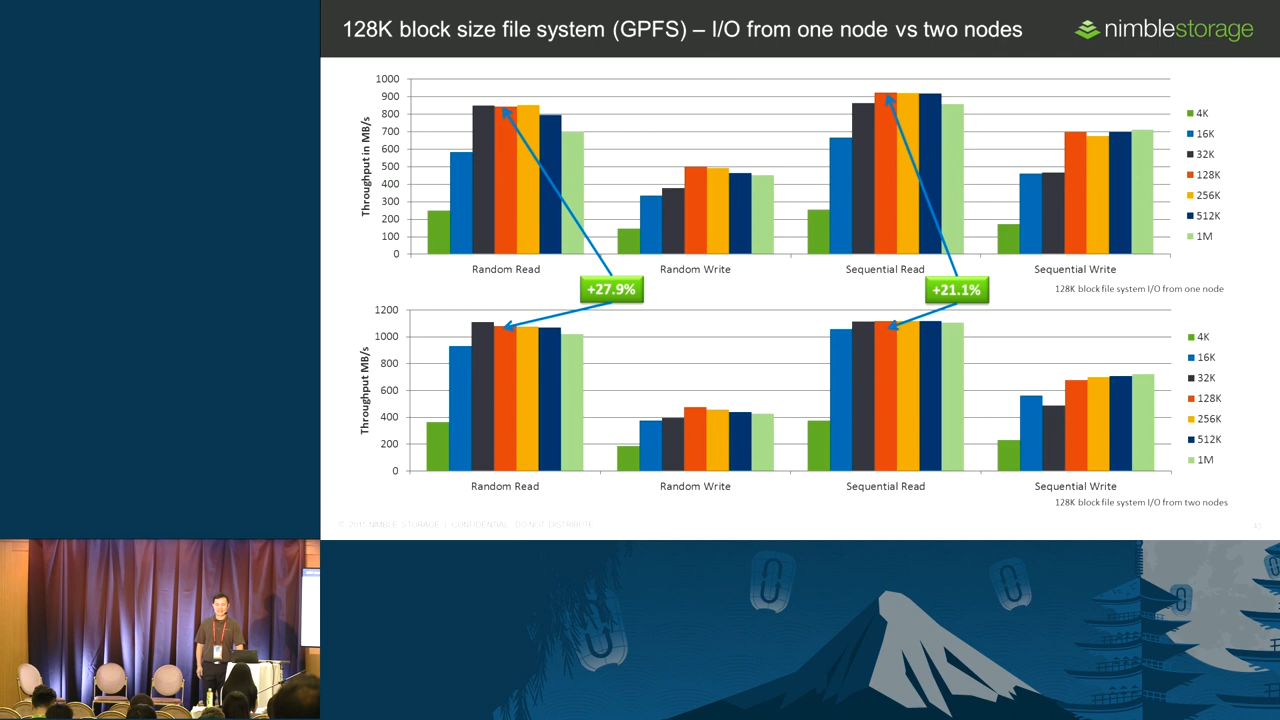 128K block size file system (GPFS) – I/O from one node vs two nodes
nimblestorage
Throughput in MB/s
1000
900
800
700
600
500
400
300
200
100
0
Random Read
Random Write
Sequential Read
Sequential Write
4K
16K
32K
128K
256K
512K
1M
128K block file system I/O from one node
+27.9%
+21.1%
Throughput MB/s
1200
1000
800
600
400
200
0
Random Read
Random Write
Sequential Read
Sequential Write
4K
16K
32K
128K
256K
512K
1M
128K block file system I/O from two nodes
© 2011 NIMBLE STORAGE | CONFIDENTIAL: DO NOT DISTRIBUTE